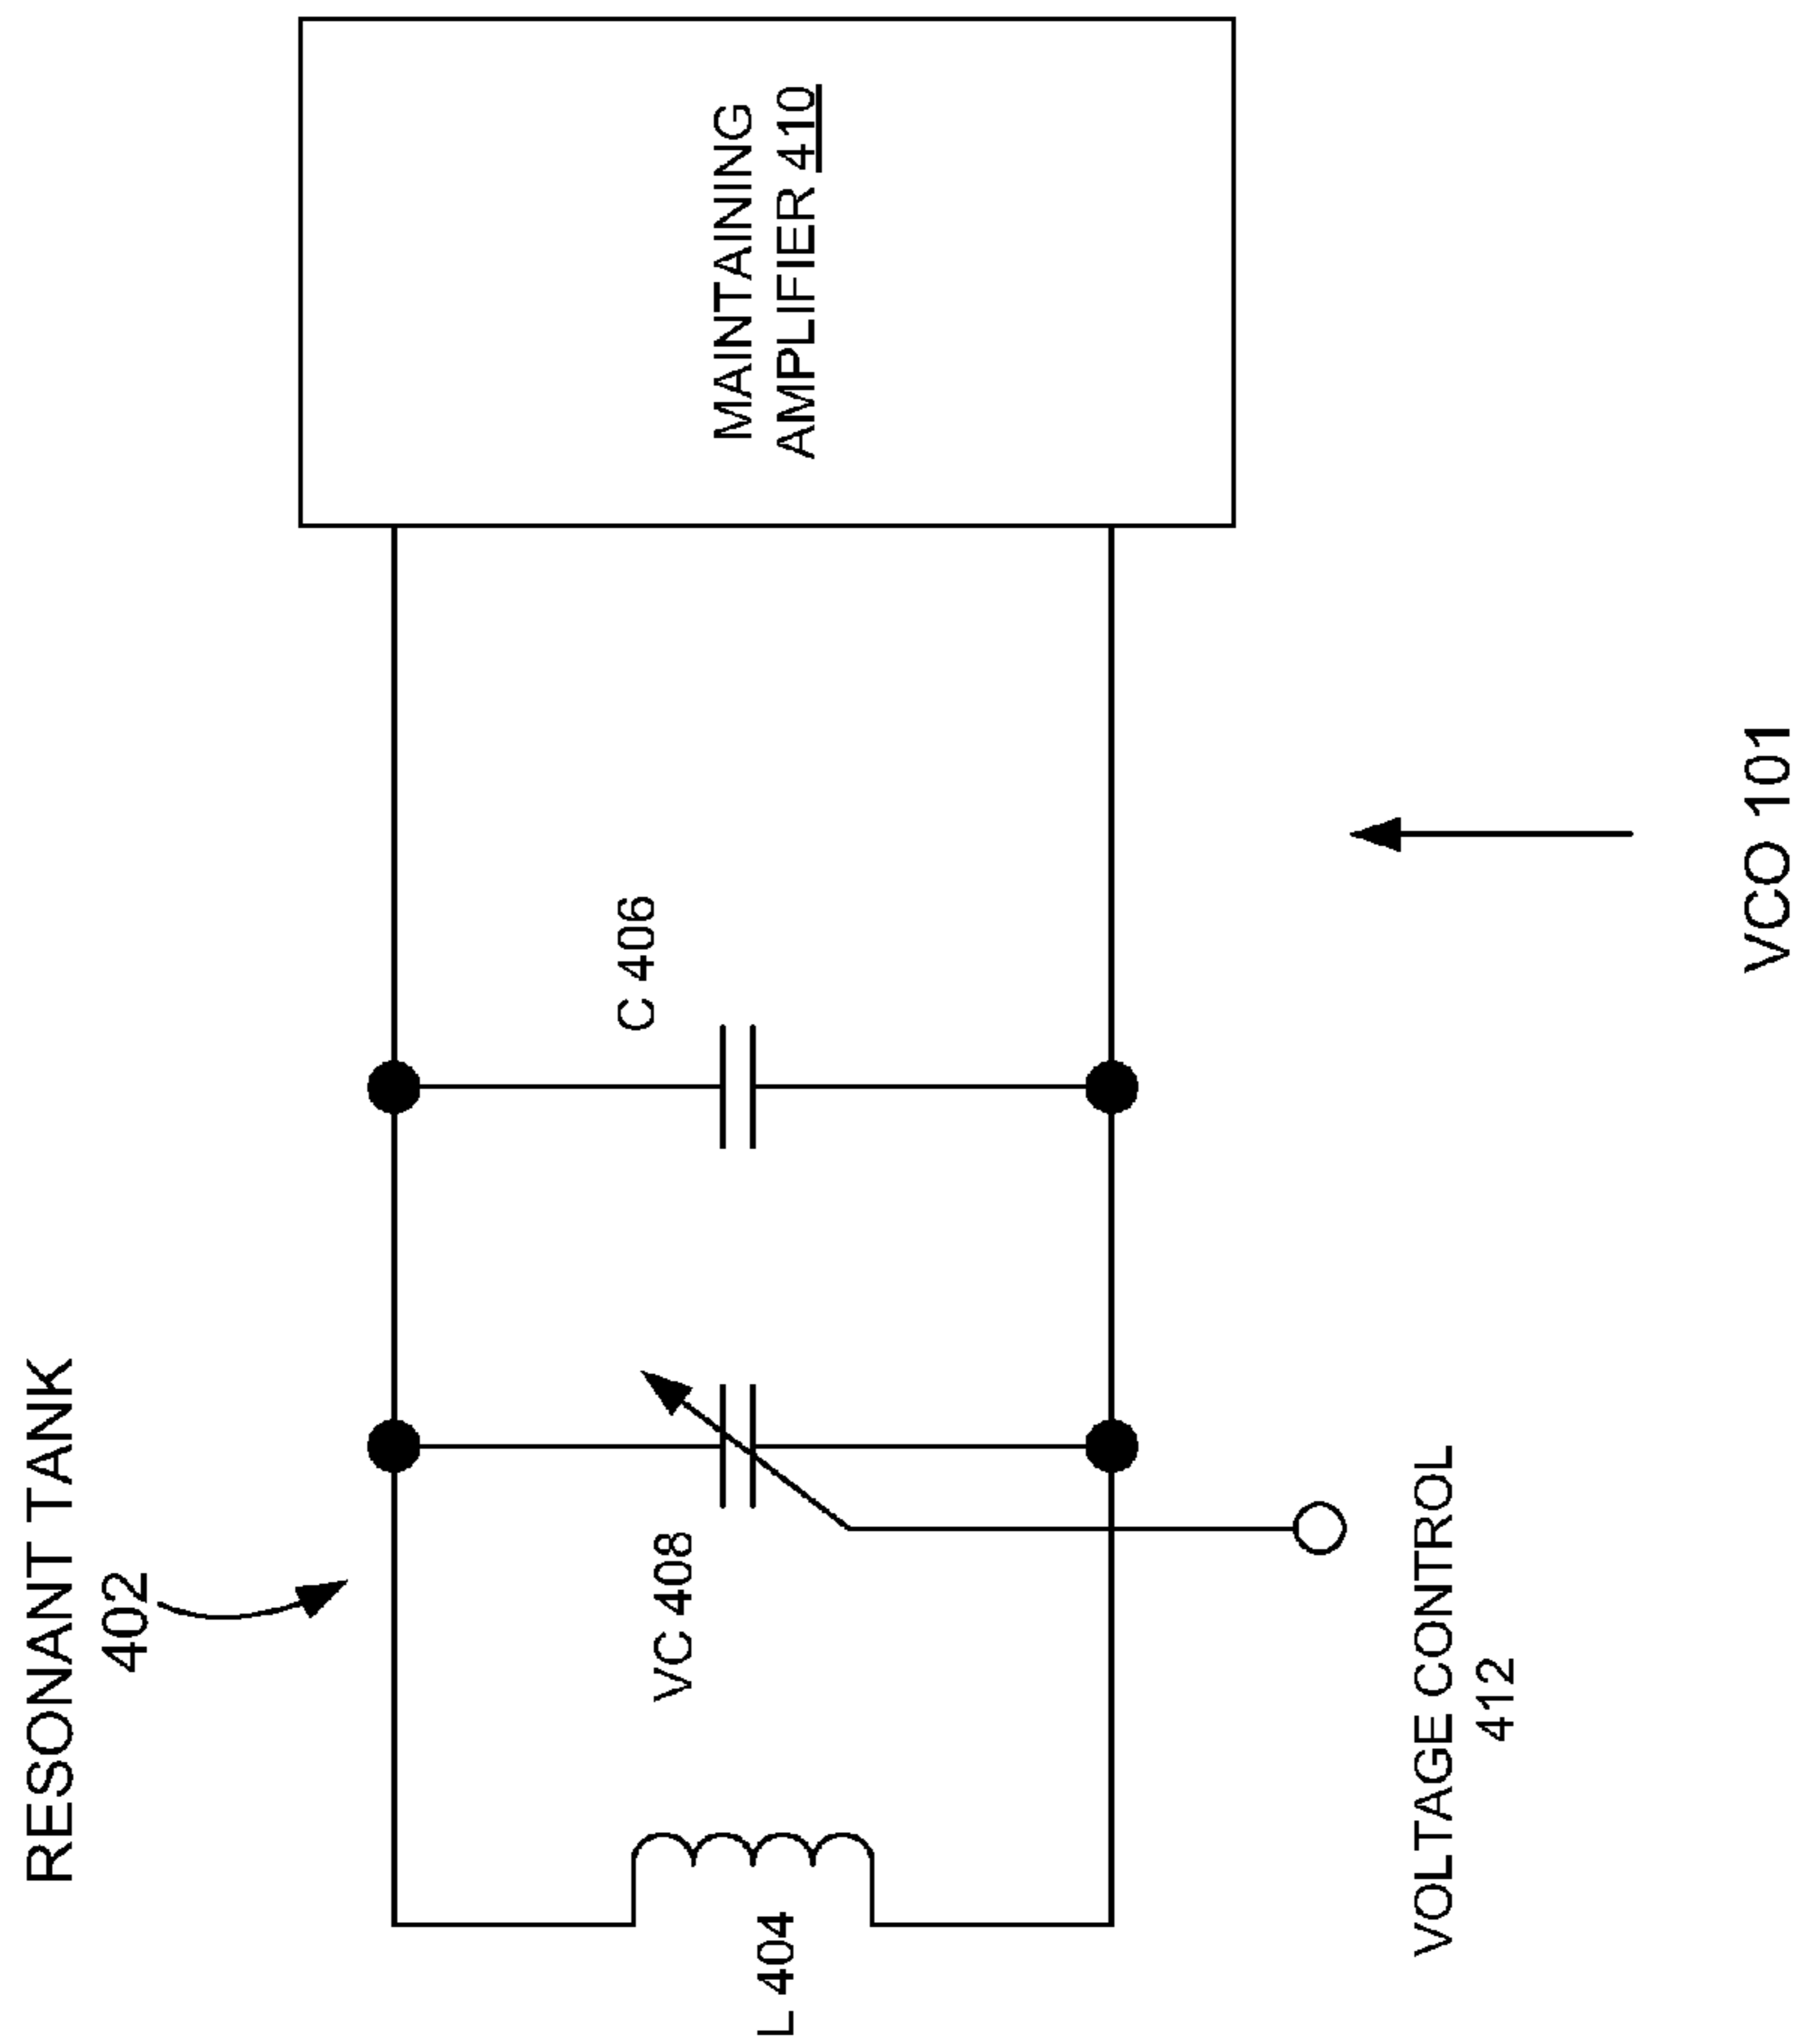 RESONANT TANK
402
L 404
VC 408
C 406
MAINTAINING
AMPLIFIER 410
VOLTAGE CONTROL
412
VCO 101